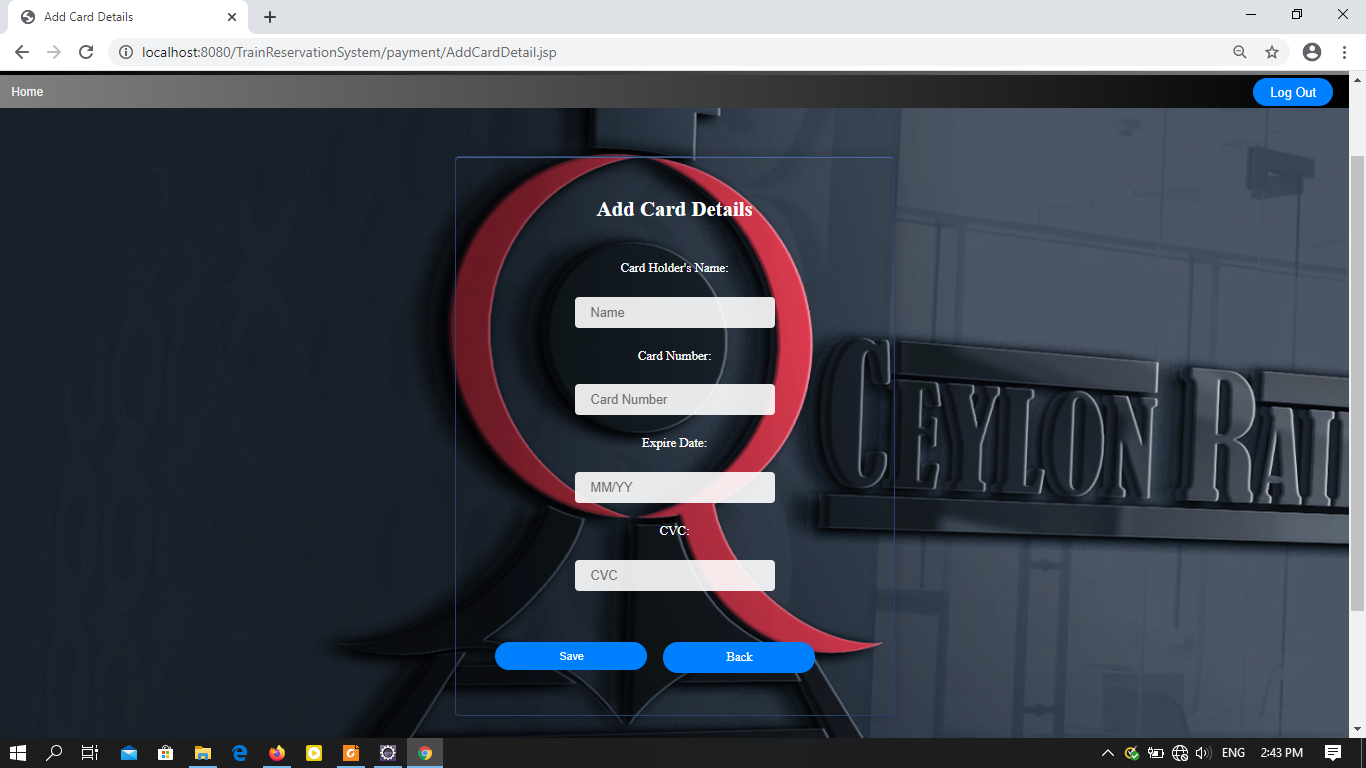 Add Card Details
localhost:8080/TrainReservationSystem/payment/AddCardDetail.jsp
Home
Log Out
Add Card Details
Card Holder's Name:
Name
Card Number:
Card Number
Expire Date:
MM/YY
CVC:
CVC
Save
Back
CEYLON RAI
ENG
2:43 PM